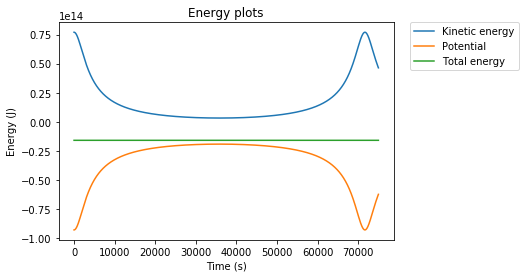 Energy plots
1e14
Kinetic energy
Potential
Total energy
0.75
0.50
0.25
0.00
−0.25
−0.50
−0.75
−1.00
Energy (J)
0 10000 20000 30000 40000 50000 60000 70000
Time (s)